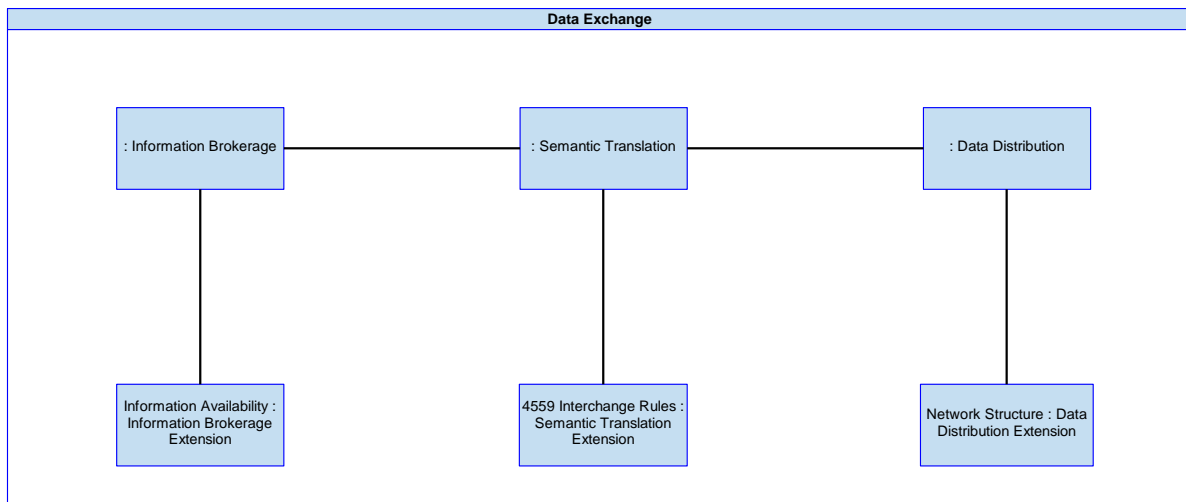 Data Exchange
: Information Brokerage
: Semantic Translation
: Data Distribution
Information Availability :
Information Brokerage
Extension
4559 Interchange Rules :
Semantic Translation
Extension
Network Structure : Data
Distribution Extension